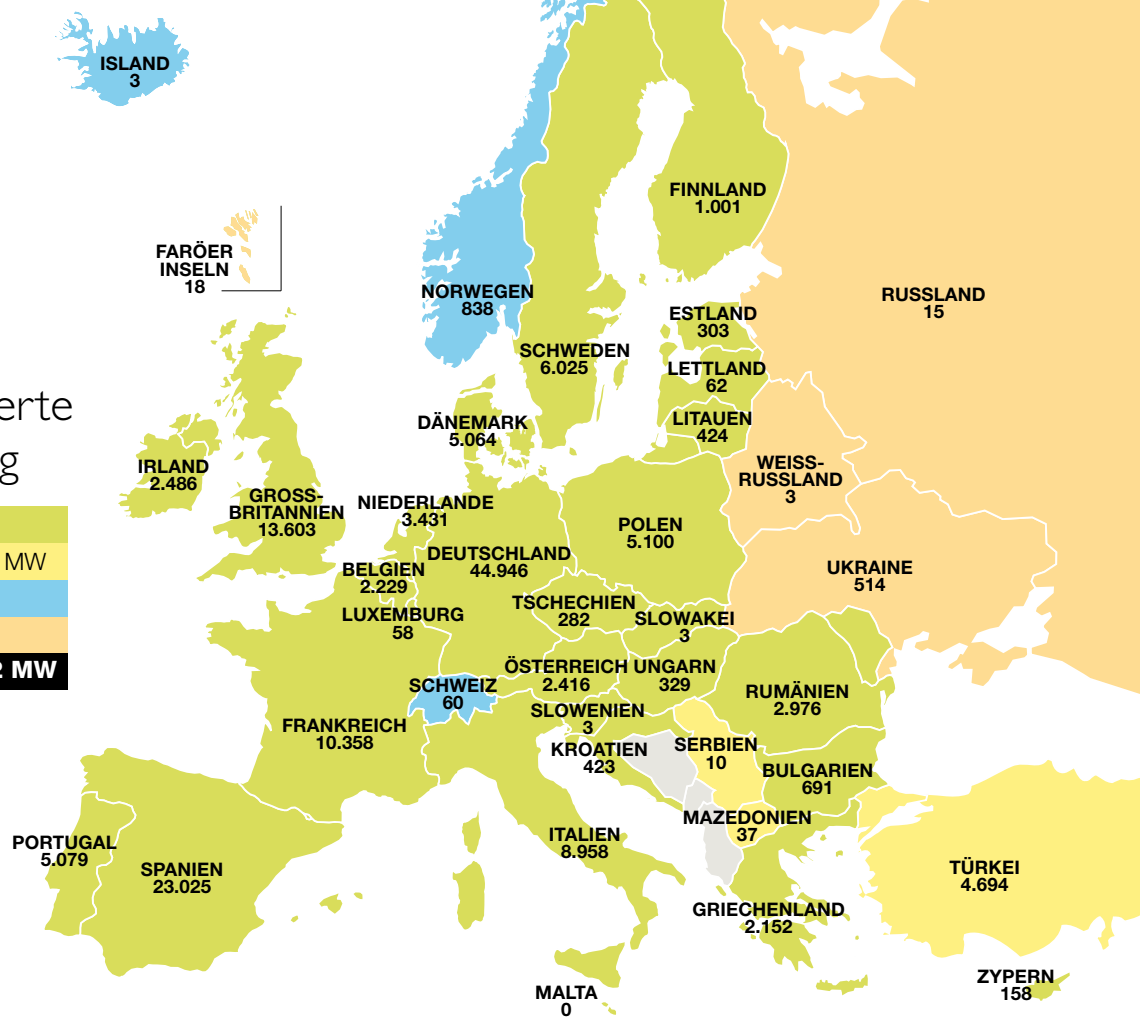 ISLAND
3
FARÖER
INSELN
18
NORWEGEN
838
FINNLAND
1.001
RUSSLAND
15
ESTLAND
303
SCHWEDEN
6.025
LETTLAND
62
LITAUEN
424
DÄNEMARK
5.064
WEISS-
RUSSLAND
3
IRLAND
2.486
GROSS-
BRITANNIEN
13.603
NIEDERLANDE
3.431
POLEN
5.100
DEUTSCHLAND
44.946
BELGIEN
2.229
UKRAINE
514
TSCHECHIEN
282
SLOWAKEI
3
LUXEMBURG
58
ÖSTERREICH
2.416
UNGARN
329
SCHWEIZ
60
RUMÄNIEN
2.976
SLOWENIEN
3
FRANKREICH
10.358
KROATIEN
423
SERBIEN
10
BULGARIEN
691
MAZEDONIEN
37
ITALIEN
8.958
PORTUGAL
5.079
SPANIEN
23.025
TÜRKEI
4.694
GRIECHENLAND
2.152
ZYPERN
158
MALTA
0
erte
g
MW
2 MW